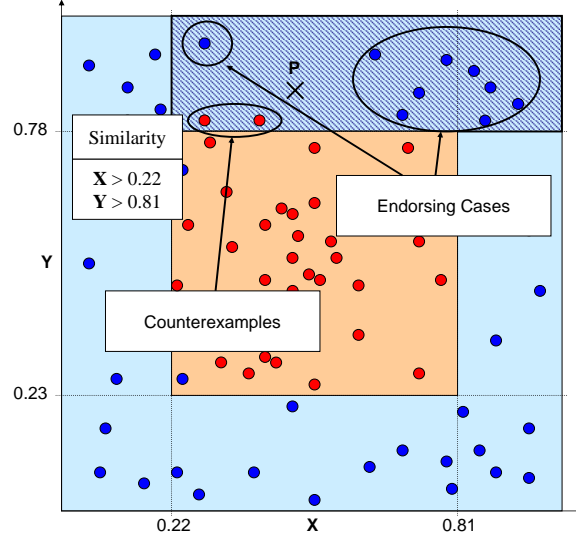 P
0.78
Similarity
X > 0.22
Y > 0.81
Endorsing Cases
Y
Counterexamples
0.23
0.22
X
0.81